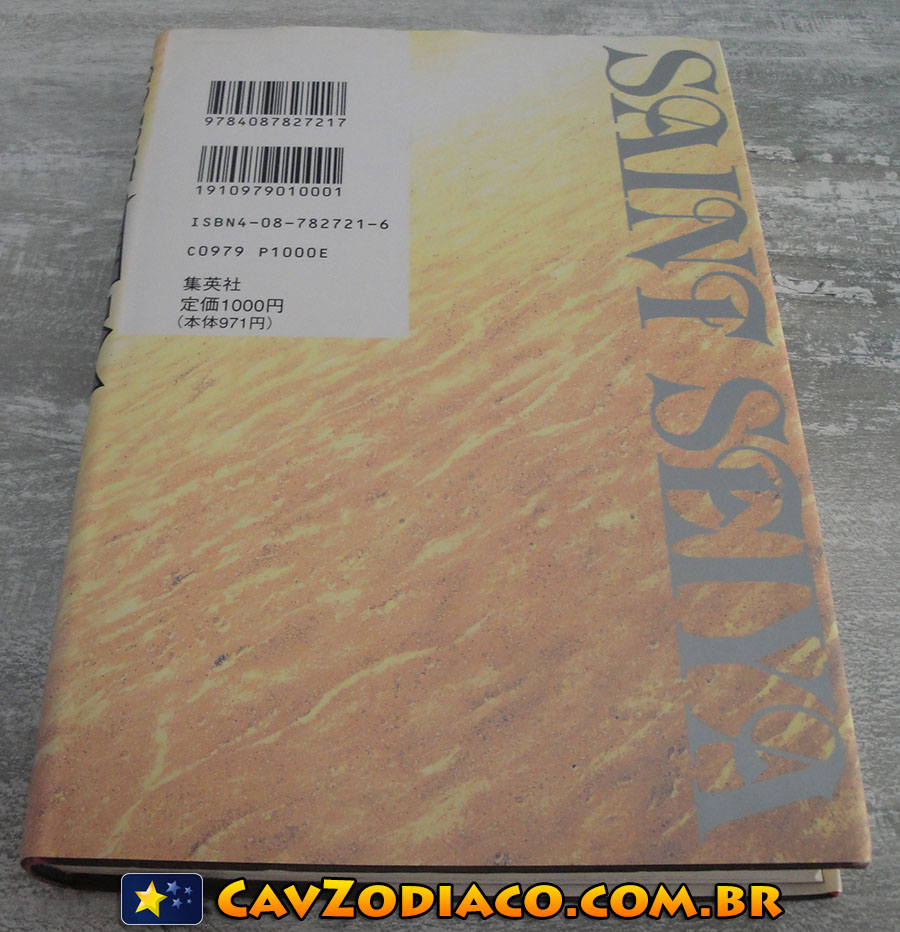 9784087827217
1910979010001
ISBN4-08-782721-6
C0979 P1000E
集英社
定価1000円
(本体971円)
SAINT SEIYA
CAVZODIACO.COM.BR